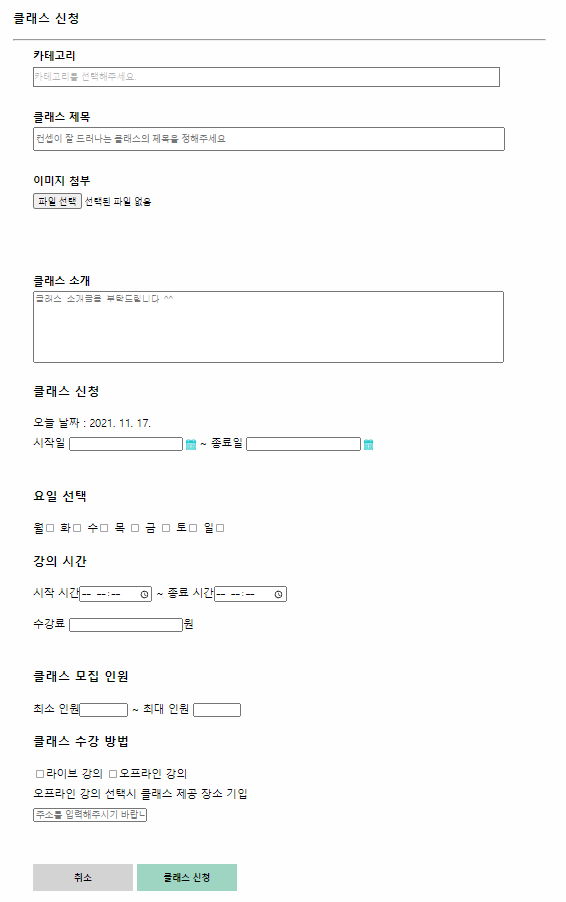 클래스 신청
카테고리
카테고리를 선택해주세요.
클래스 제목
컨셉이 잘 드러나는 클래스의 제목을 정해주세요
이미지 첨부
파일 선택 선택된 파일 없음
클래스 소개
클래스 소개글을 부탁드립니다 ^^
클래스 신청
오늘 날짜 : 2021. 11. 17.
시작일 ~ 종료일
요일 선택
월 화 수 목 금 토 일
강의 시간
시작 시간 -- --:-- ~ 종료 시간 -- --:--
수강료 원
클래스 모집 인원
최소 인원 ~ 최대 인원
클래스 수강 방법
라이브 강의 오프라인 강의
오프라인 강의 선택시 클래스 제공 장소 기입
주소를 입력해주시기 바랍니
취소 클래스 신청